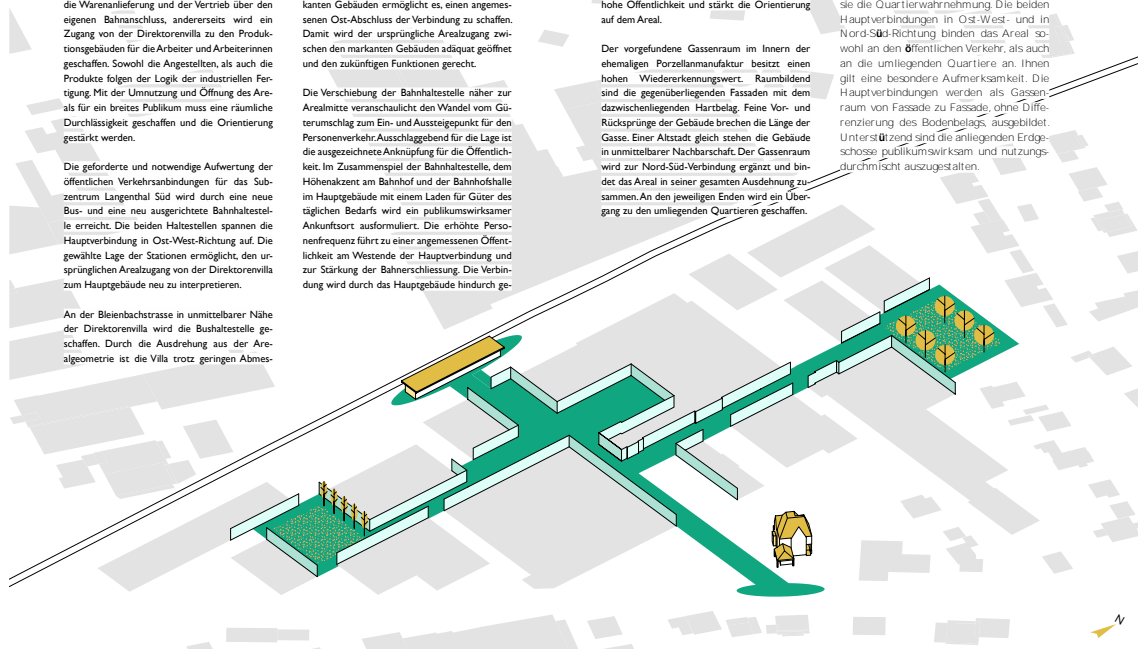 die Warenanlieferung und der Vertrieb über den
eigenen Bahnanschluss, andererseits wird ein
Zugang von der Direktorenvilla zu den Produk-
tionsgebäuden für die Arbeiter und Arbeiterinnen
geschaffen. Sowohl die Angestellten, als auch die
Produkte folgen der Logik der industriellen Fer-
tigung. Mit der Umnutzung und Öffnung des Are-
als für ein breites Publikum muss eine räumliche
Durchlässigkeit geschaffen und die Orientierung
gestärkt werden.
Die geforderte und notwendige Aufwertung der
öffentlichen Verkehrsanbindungen für das Sub-
zentrum Langenthal Süd wird durch eine neue
Bus- und eine neu ausgerichtete Bahnhaltestel-
le erreicht. Die beiden Haltestellen spannen die
Hauptverbindung in Ost-West-Richtung auf. Die
gewählte Lage der Stationen ermöglicht, den ur-
sprünglichen Arealzugang von der Direktorenvilla
zum Hauptgebäude neu zu interpretieren.
An der Bleienbachstrasse in unmittelbarer Nähe
der Direktorenvilla wird die Bushaltestelle ge-
schaffen. Durch die Ausdrehung aus der Are-
algeometrie ist die Villa trotz geringen Abmes-
kanten Gebäuden ermöglicht es, einen angemes-
senen Ost-Abschluss der Verbindung zu schaffen.
Damit wird der ursprüngliche Arealzugang zwi-
schen den markanten Gebäuden adäquat geöffnet
und den zukünftigen Funktionen gerecht.
Die Verschiebung der Bahnhaltestelle näher zur
Arealmitte veranschaulicht den Wandel vom Gü-
terumschlag zum Ein- und Aussteigepunkt für den
Personenverkehr. Ausschlaggebend für die Lage ist
die ausgezeichnete Anknüpfung für die Öffentlich-
keit. Im Zusammenspiel der Bahnhaltestelle, dem
Höhenakzent am Bahnhof und der Bahnhofshalle
im Hauptgebäude mit einem Laden für Güter des
täglichen Bedarfs wird ein publikumswirksamer
Ankunftsort ausformuliert. Die erhöhte Perso-
nenfrequenz führt zu einer angemessenen Öffent-
lichkeit am Westende der Hauptverbindung und
zur Stärkung der Bahnerschliessung. Die Verbin-
dung wird durch das Hauptgebäude hindurch ge-
hohe Öffentlichkeit und stärkt die Orientierung
auf dem Areal.
Der vorgefundene Gassenraum im Innern der
ehemaligen Porzellanmanufaktur besitzt einen
hohen Wiedererkennungswert. Raumbildend
sind die gegenüberliegenden Fassaden mit dem
dazwischenliegenden Hartbelag. Feine Vor- und
Rücksprünge der Gebäude brechen die Länge der
Gasse. Einer Altstadt gleich stehen die Gebäude
in unmittelbarer Nachbarschaft. Der Gassenraum
wird zur Nord-Süd-Verbindung ergänzt und bin-
det das Areal in seiner gesamten Ausdehnung zu-
sammen. An den jeweiligen Enden wird ein Über-
gang zu den umliegenden Quartieren geschaffen.
sie die Quartierwahrnehmung. Die beiden
Hauptverbindungen in Ost-West- und in
Nord-Süd-Richtung binden das Areal so-
wohl an den öffentlichen Verkehr, als auch
an die umliegenden Quartiere an. Ihnen
gilt eine besondere Aufmerksamkeit. Die
Hauptverbindungen werden als Gassen-
raum von Fassade zu Fassade, ohne Diffe-
renzierung des Bodenbelags, ausgebildet.
Unterstützend sind die anliegenden Erdge-
schosse publikumswirksam und nutzungs-
durchmischt auszugestalten.
N